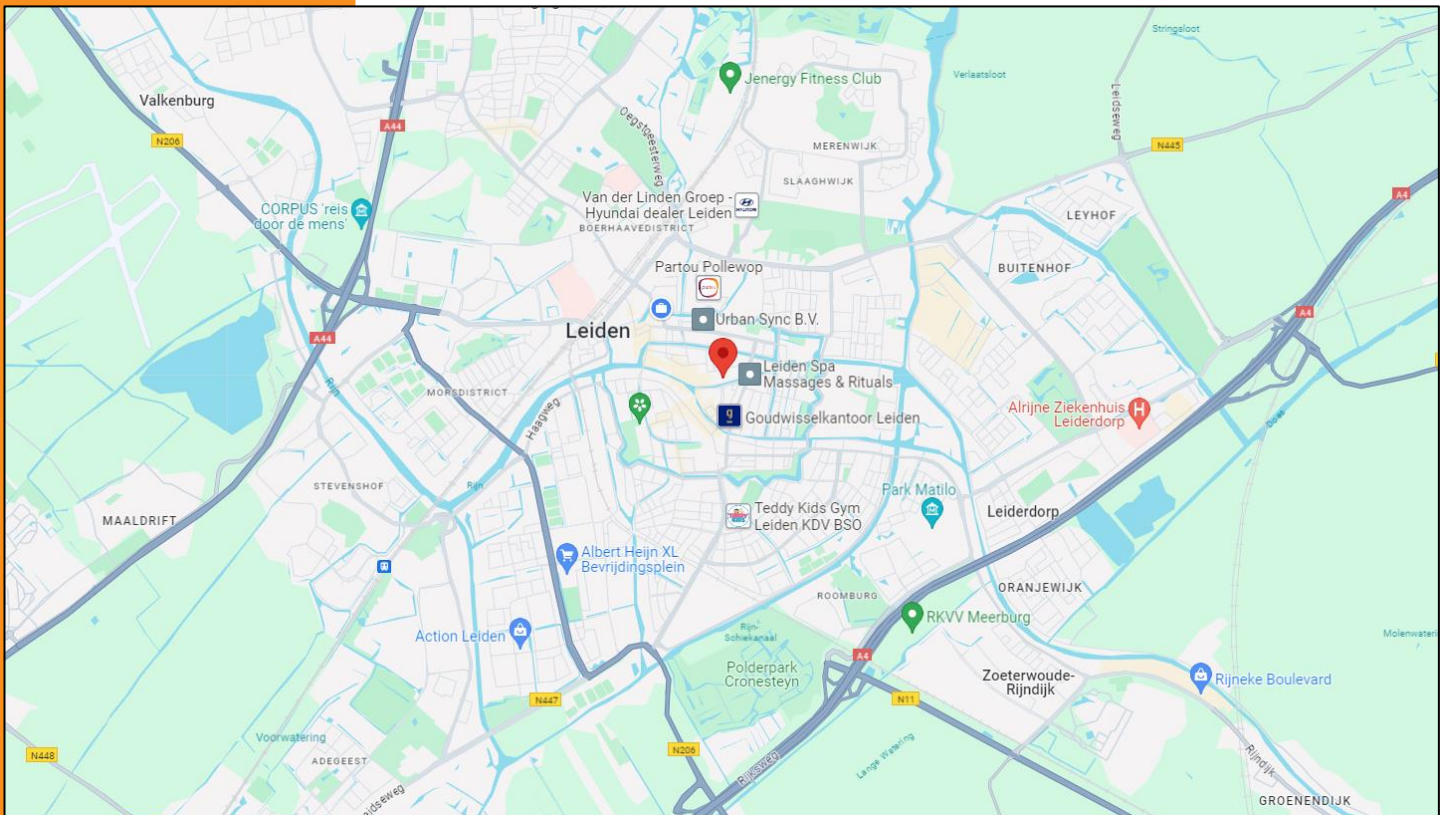 Stringsloot
Jenergy Fitness Club
Verlaatsloot
Valkenburg
Leidseweg
A44
Oegstgeesterweg
N206
MERENWIJK
N445
SLAAGHWIJK
A4
Van der Linden Groep -
Hyundai dealer Leiden
HYUNDAI
CORPUS 'reis
door de mens'
LEYHOF
BOERHAAVEDISTRICT
Partou Pollewop
BUITENHOF
A4
Urban Sync B.V.
Leiden
A44
Leiden Spa
Massages & Rituals
Rijn
MORSDISTRICT
Haagweg
Goudwisselkantoor Leiden
Alrijne Ziekenhuis
Leiderdorp
H
Does
STEVENSHOF
Rijn
Park Matilo
MAALDRIFT
Teddy Kids Gym
Leiden KDV BSO
Leiderdorp
Albert Heijn XL
Bevrijdingsplein
ORANJEWIJK
ROOMBURG
RKVV Meerburg
Action Leiden
Rijn-
Schiekanaal
A4
Polderpark
Cronesteyn
Zoeterwoude-
Rijndijk
Rijneke Boulevard
N447
N11
Voorwatering
N448
ADEGEEST
N206
Rijksweg
Lange Watering
Rijndijk
GROENENDIJK